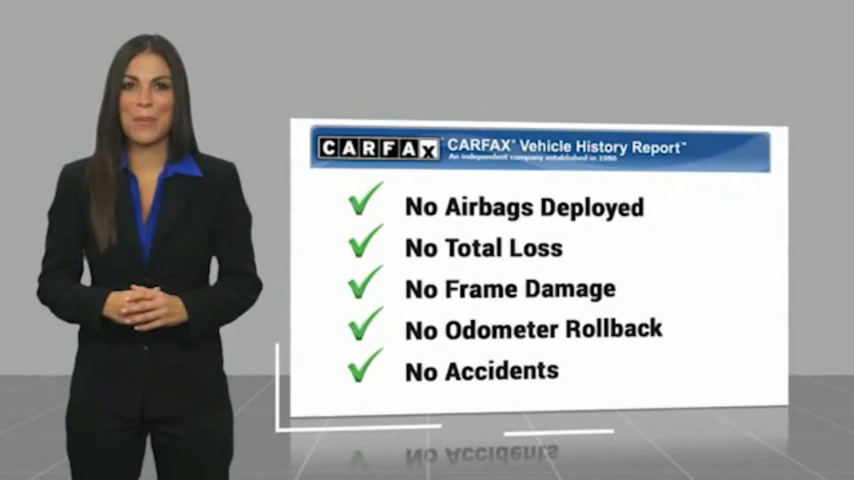 CARFAX CARFAX® Vehicle History Report™
An independent company established in 1986
No Airbags Deployed
No Total Loss
No Frame Damage
No Odometer Rollback
No Accidents
No Accidents